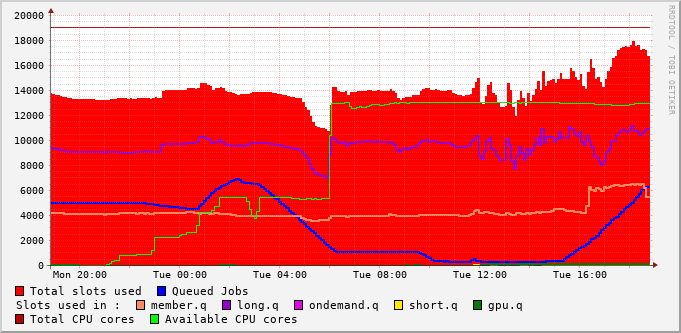 20000
18000
16000
14000
12000
10000
8000
6000
4000
2000
0
Mon 20:00 Tue 00:00 Tue 04:00 Tue 08:00 Tue 12:00 Tue 16:00
RRDTOOL / TOBI OETIKER
Total slots used Queued Jobs
Slots used in : member.q long.q ondemand.q short.q gpu.q
Total CPU cores Available CPU cores